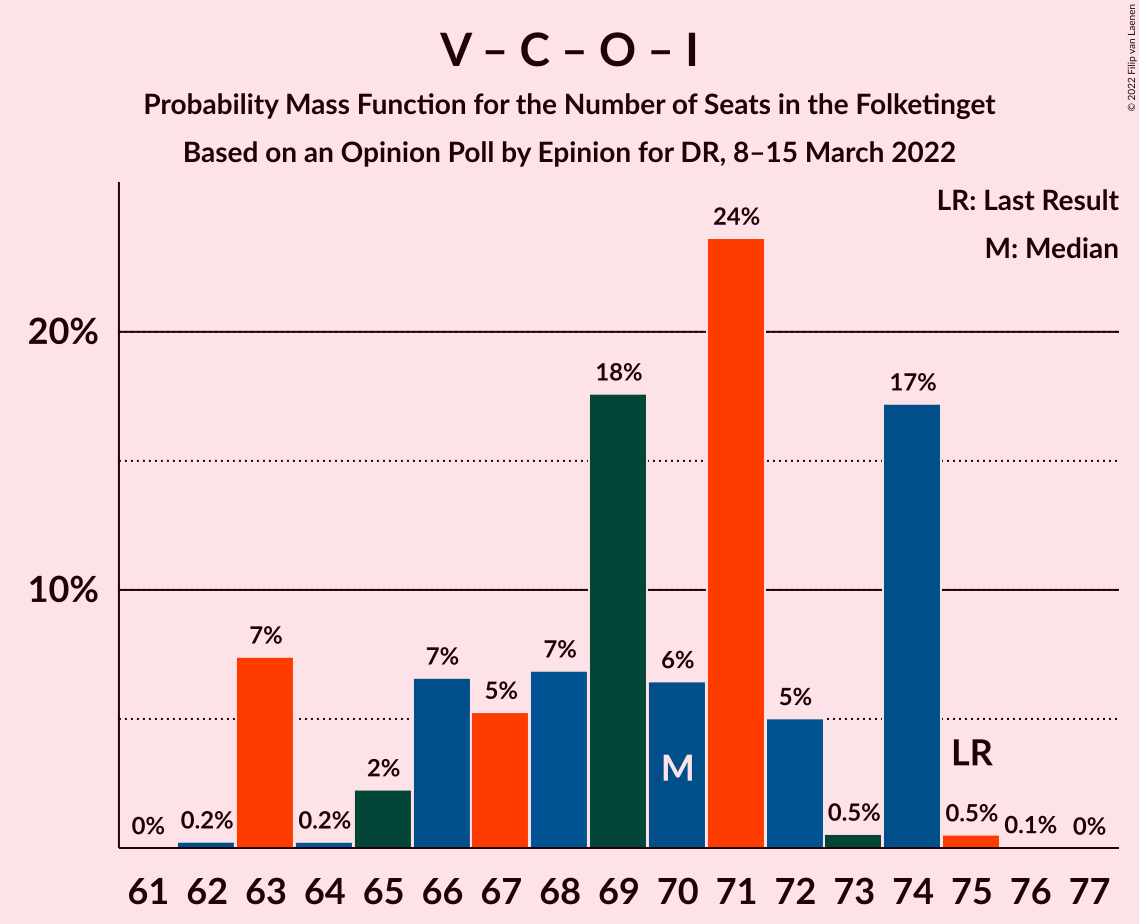 V – C – O – I
Probability Mass Function for the Number of Seats in the Folketinget
Based on an Opinion Poll by Epinion for DR, 8–15 March 2022
© 2022 Filip van Laenen
LR: Last Result
M: Median
20%
10%
0%
0.2%
7%
0.2%
2%
7%
5%
7%
18%
6%
24%
5%
0.5%
17%
0.5%
0.1%
0%
M
LR
61 62 63 64 65 66 67 68 69 70 71 72 73 74 75 76 77